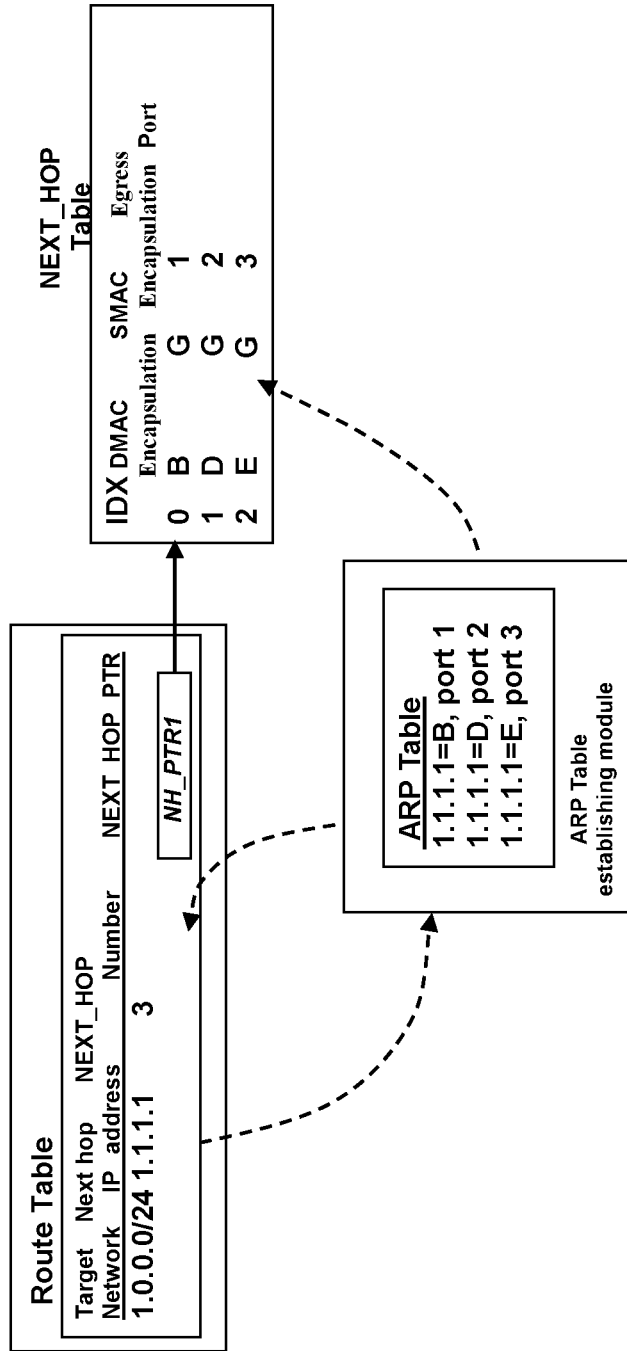 Route Table
Target Next hop NEXT_HOP
Network IP address Number NEXT HOP PTR
1.0.0.0/24 1.1.1.1 3
NH_PTR1
NEXT_HOP
Table
IDX DMAC SMAC Egress
Encapsulation Encapsulation Port
0 B G 1
1 D G 2
2 E G 3
ARP Table
1.1.1.1=B, port 1
1.1.1.1=D, port 2
1.1.1.1=E, port 3
ARP Table
establishing module